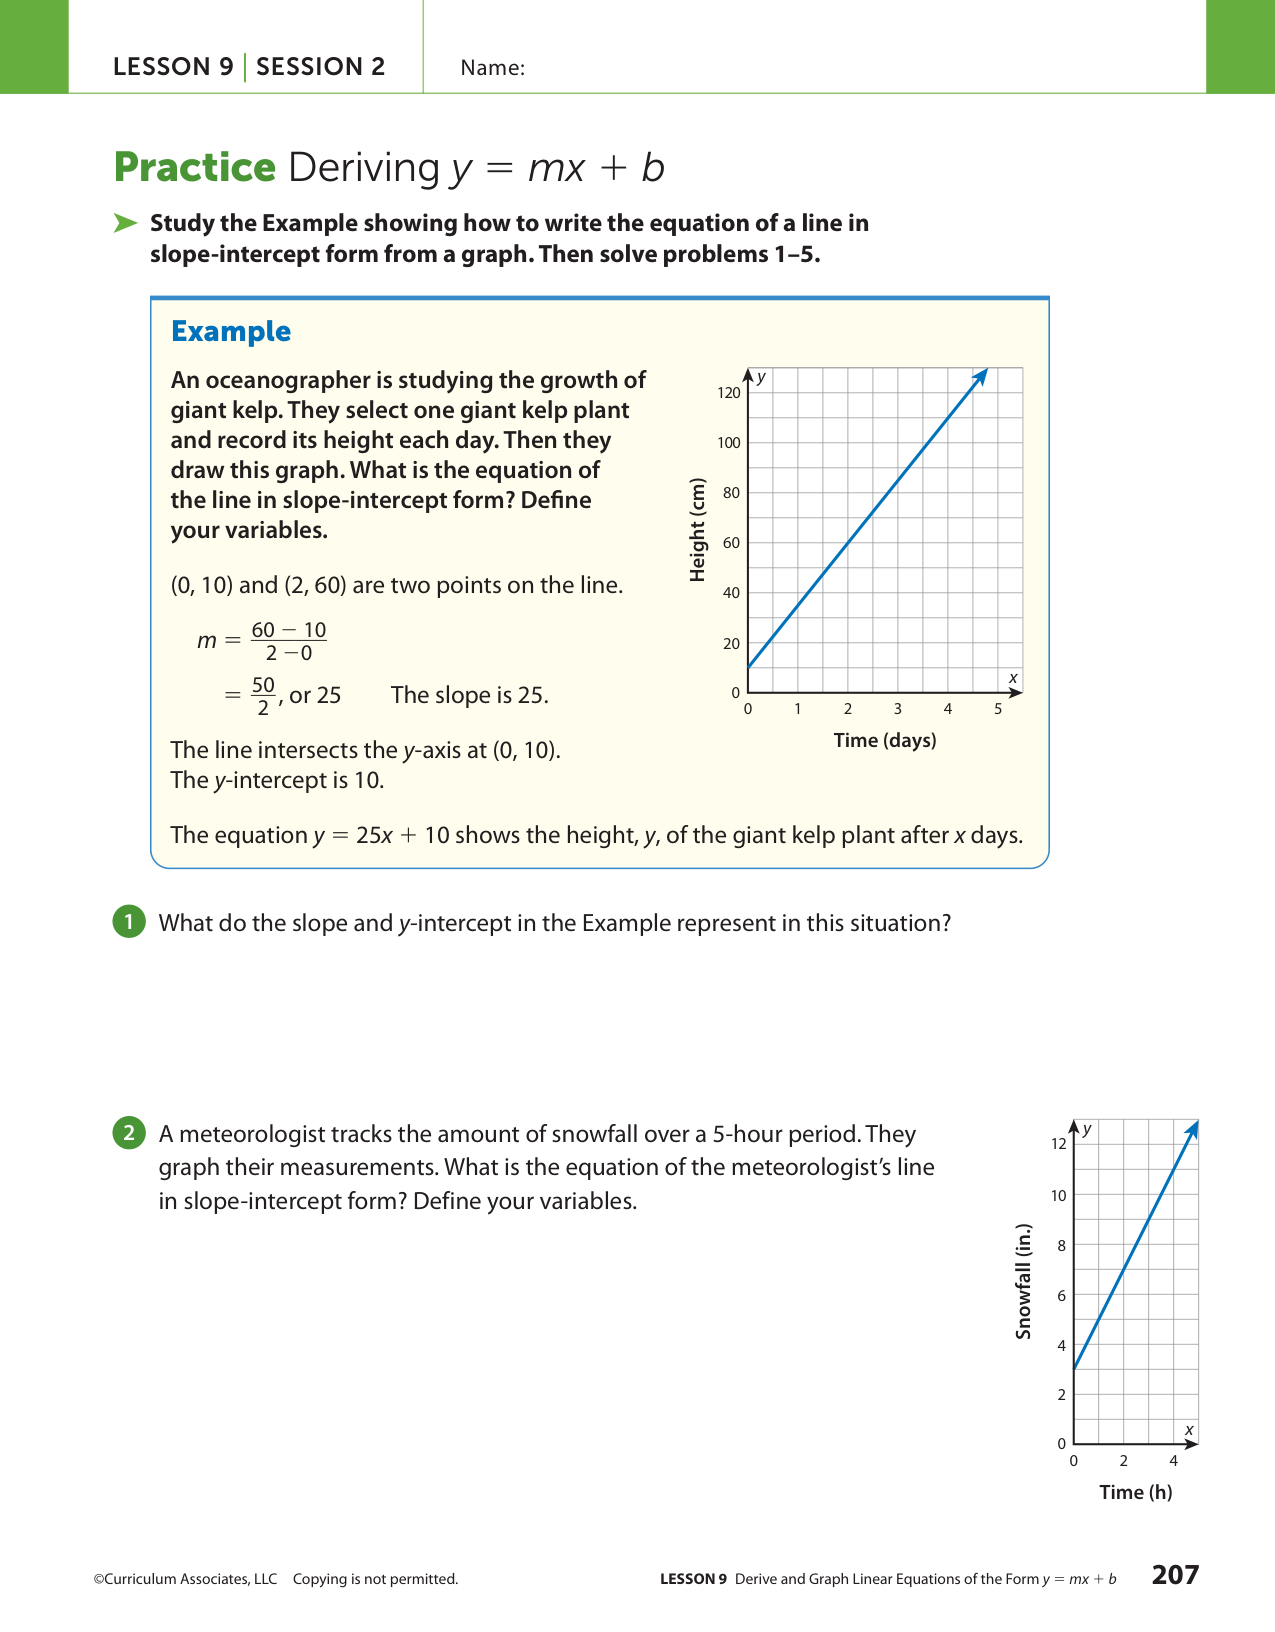 LESSON 9 | SESSION 2
Name:
Practice Deriving y = mx + b
Study the Example showing how to write the equation of a line in
slope-intercept form from a graph. Then solve problems 1–5.
Example
An oceanographer is studying the growth of
giant kelp. They select one giant kelp plant
and record its height each day. Then they
draw this graph. What is the equation of
the line in slope-intercept form? Define
your variables.
(0, 10) and (2, 60) are two points on the line.
m = 60 − 10
2 −0
= 50
2 , or 25 The slope is 25.
The line intersects the y-axis at (0, 10).
The y-intercept is 10.
The equation y = 25x + 10 shows the height, y, of the giant kelp plant after x days.
y
120
100
80
60
40
20
0
x
0 1 2 3 4 5
Height (cm)
Time (days)
1 What do the slope and y-intercept in the Example represent in this situation?
2 A meteorologist tracks the amount of snowfall over a 5-hour period. They
graph their measurements. What is the equation of the meteorologist’s line
in slope-intercept form? Define your variables.
y
12
10
8
6
4
2
0
x
0 2 4
Snowfall (in.)
Time (h)
©Curriculum Associates, LLC Copying is not permitted.
LESSON 9 Derive and Graph Linear Equations of the Form y = mx + b 207